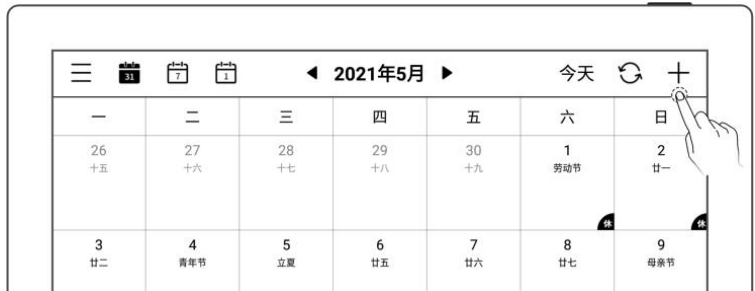 31 7 1 2021年5月 今天
一 二 三 四 五 六 日
26 27 28 29 30 1 2
十五 十六 十七 十八 十九 劳动节 廿一
休 休
3 4 5 6 7 8 9
廿二 青年节 立夏 廿五 廿六 廿七 母亲节